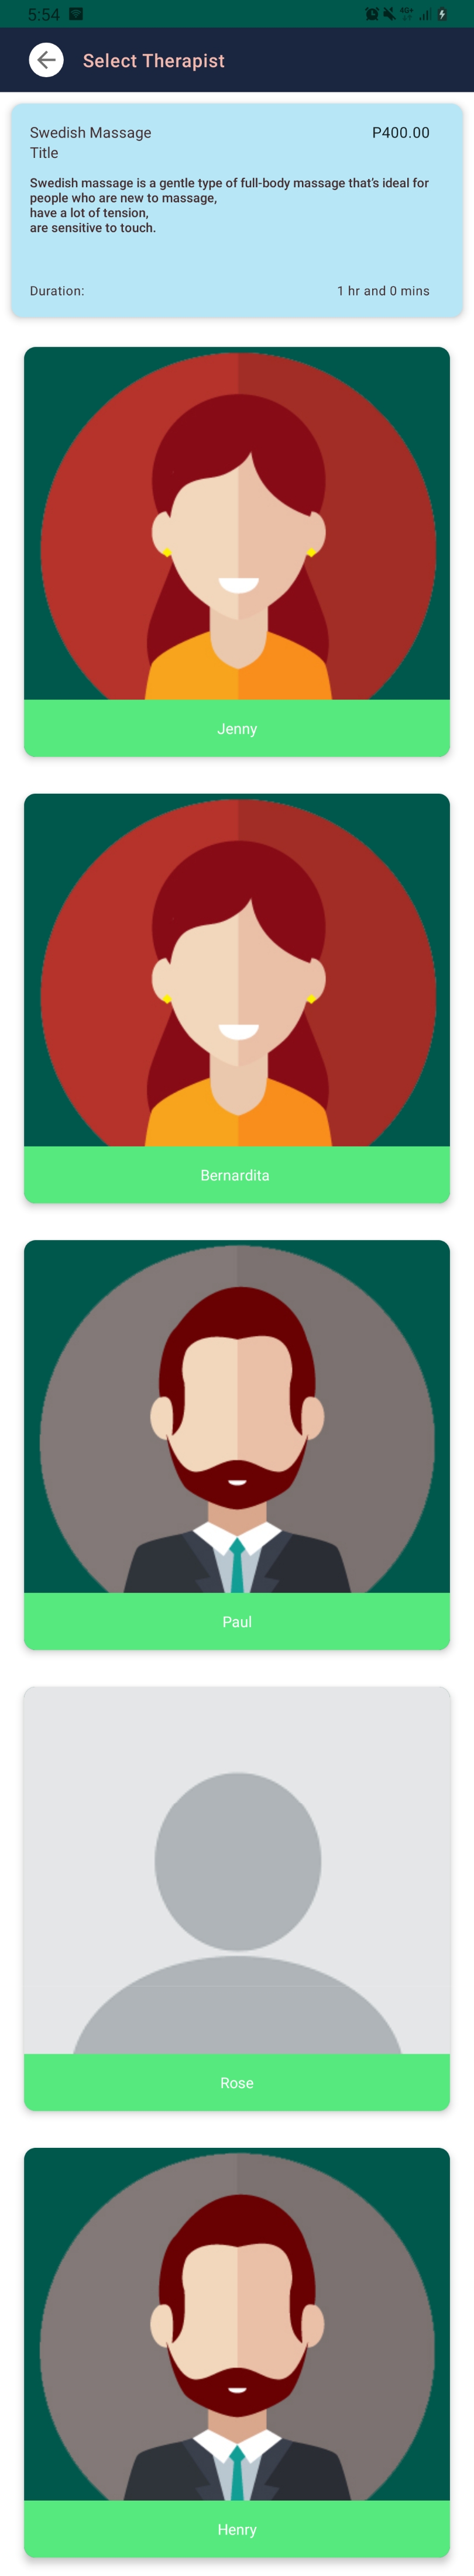 5:54
4G+
Select Therapist
Swedish Massage P400.00
Title
Swedish massage is a gentle type of full-body massage that's ideal for
people who are new to massage,
have a lot of tension,
are sensitive to touch.
Duration: 1 hr and 0 mins
Jenny
Bernardita
Paul
Rose
Henry